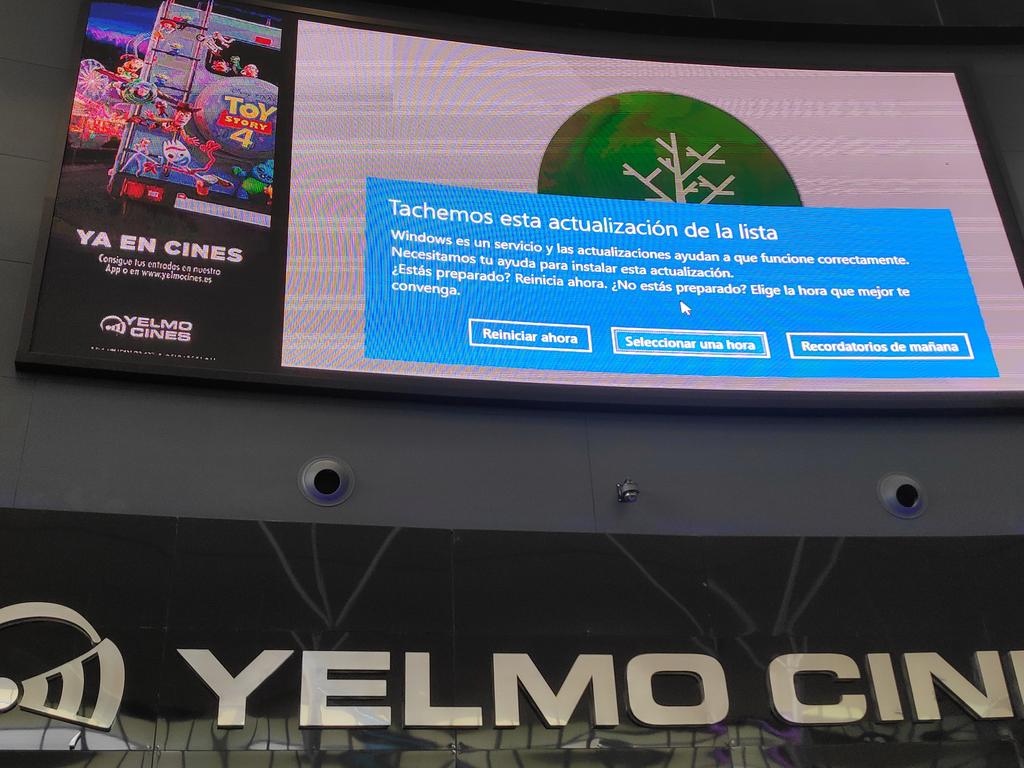 TOY
STORY
4
YA EN CINES
Consigue tus entradas en nuestro
App o en www.yelmocines.es
YELMO
CINES
Tachemos esta actualización de la lista
Windows es un servicio y las actualizaciones ayudan a que funcione correctamente.
Necesitamos tu ayuda para instalar esta actualización.
¿Estás preparado? Reinicia ahora. ¿No estás preparado? Elige la hora que mejor te
convenga.
Reiniciar ahora
Seleccionar una hora
Recordatorios de mañana
YELMO CINE